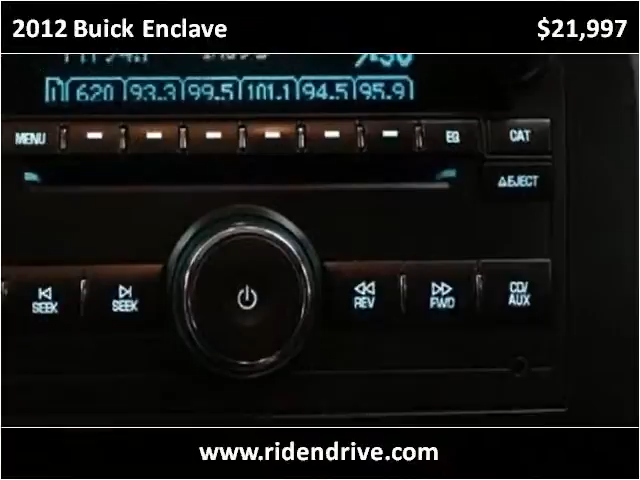 2012 Buick Enclave $21,997
620 93.3 99.5 101.1 94.5 95.9
MENU EQ CAT
EJECT
SEEK SEEK REV FWD CD/AUX
www.ridendrive.com